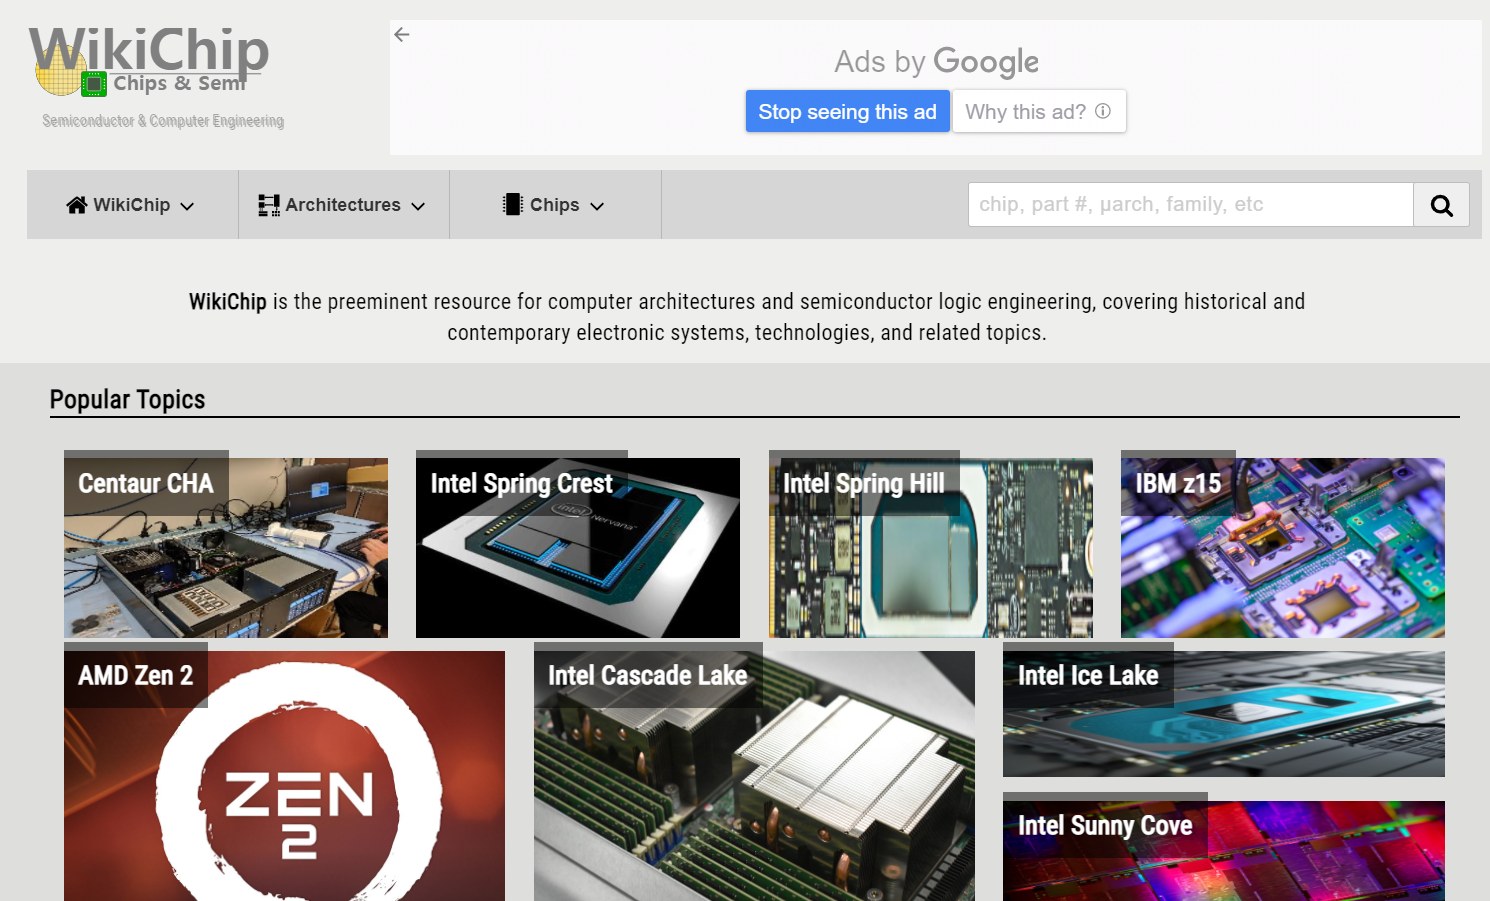 WikiChip
Chips & Semi
Semiconductor & Computer Engineering
Ads by Google
Stop seeing this ad
Why this ad?
WikiChip
Architectures
Chips
chip, part #, µarch, family, etc
WikiChip is the preeminent resource for computer architectures and semiconductor logic engineering, covering historical and
contemporary electronic systems, technologies, and related topics.
Popular Topics
Centaur CHA
Intel Spring Crest
intel
Nervana
Intel Spring Hill
IBM z15
AMD Zen 2
ZEN
2
Intel Cascade Lake
Intel Ice Lake
Intel Sunny Cove